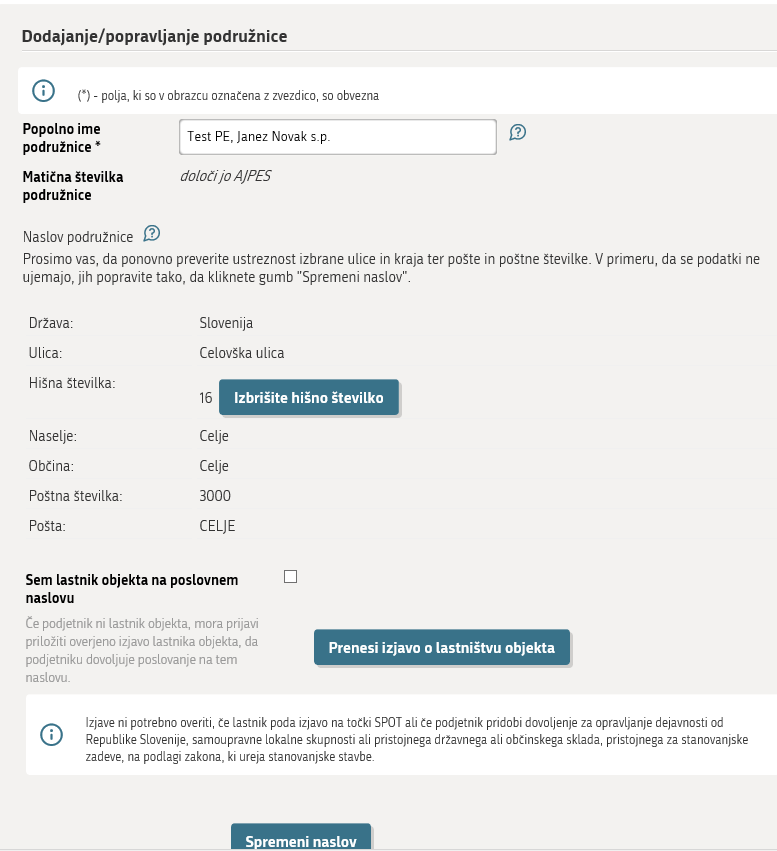 Dodajanje/popravljanje podružnice
(*) - polja, ki so v obrazcu označena z zvezdico, so obvezna
Popolno ime
podružnice *
Test PE, Janez Novak s.p.
Matična številka
podružnice
določi jo AJPES
Naslov podružnice
Prosimo vas, da ponovno preverite ustreznost izbrane ulice in kraja ter pošte in poštne številke. V primeru, da se podatki ne
ujemajo, jih popravite tako, da kliknete gumb "Spremeni naslov".
Država: Slovenija
Ulica: Celovška ulica
Hišna številka:
16 Izbrišite hišno številko
Naselje: Celje
Občina: Celje
Poštna številka: 3000
Pošta: CELJE
Sem lastnik objekta na poslovnem
naslovu
Če podjetnik ni lastnik objekta, mora prijavi
priložiti overjeno izjavo lastnika objekta, da
podjetniku dovoljuje poslovanje na tem
naslovu.
Prenesi izjavo o lastništvu objekta
Izjave ni potrebno overiti, če lastnik poda izjavo na točki SPOT ali če podjetnik pridobi dovoljenje za opravljanje dejavnosti od
Republike Slovenije, samoupravne lokalne skupnosti ali pristojnega državnega ali občinskega sklada, pristojnega za stanovanjske
zadeve, na podlagi zakona, ki ureja stanovanjske stavbe.
Spremeni naslov